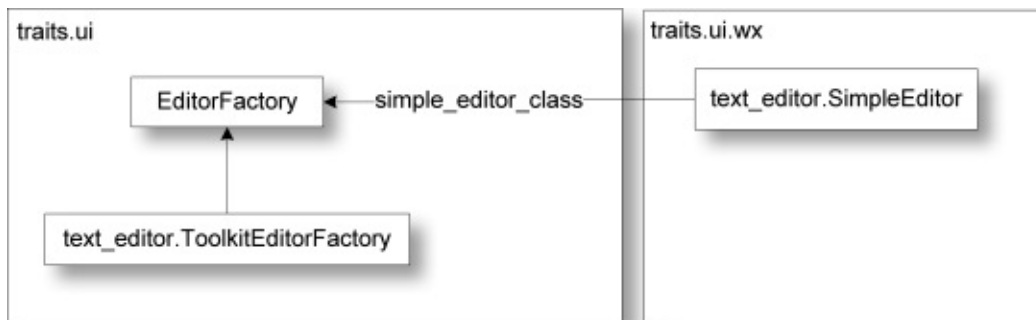 traits.ui
EditorFactory
simple_editor_class
text_editor.ToolkitEditorFactory
traits.ui.wx
text_editor.SimpleEditor